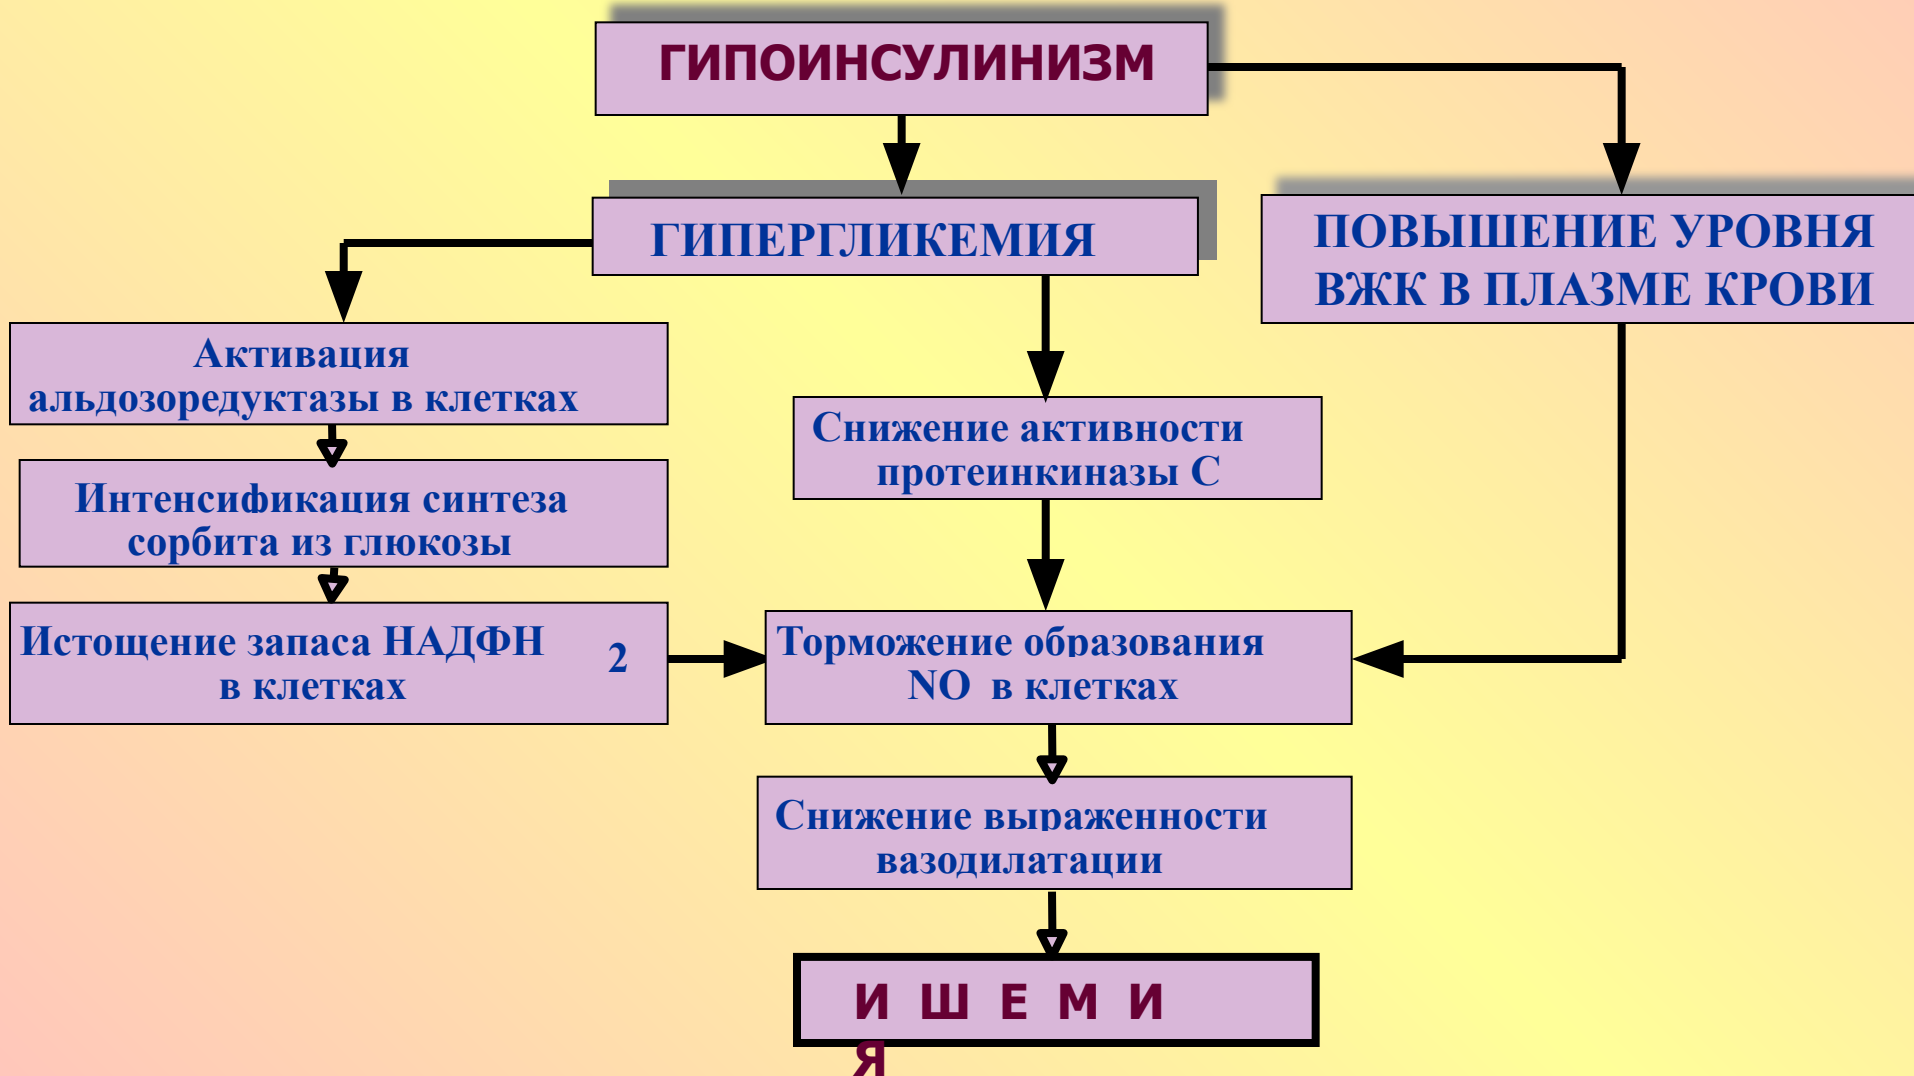 ГИПОИНСУЛИНИЗМ
ГИПЕРГЛИКЕМИЯ
ПОВЫШЕНИЕ УРОВНЯ
ВЖК В ПЛАЗМЕ КРОВИ
Активация
альдозоредуктазы в клетках
Снижение активности
протеинкиназы С
Интенсификация синтеза
сорбита из глюкозы
Истощение запаса НАДФН 2
в клетках
Торможение образования
NO в клетках
Снижение выраженности
вазодилатации
И Ш Е М И
Я